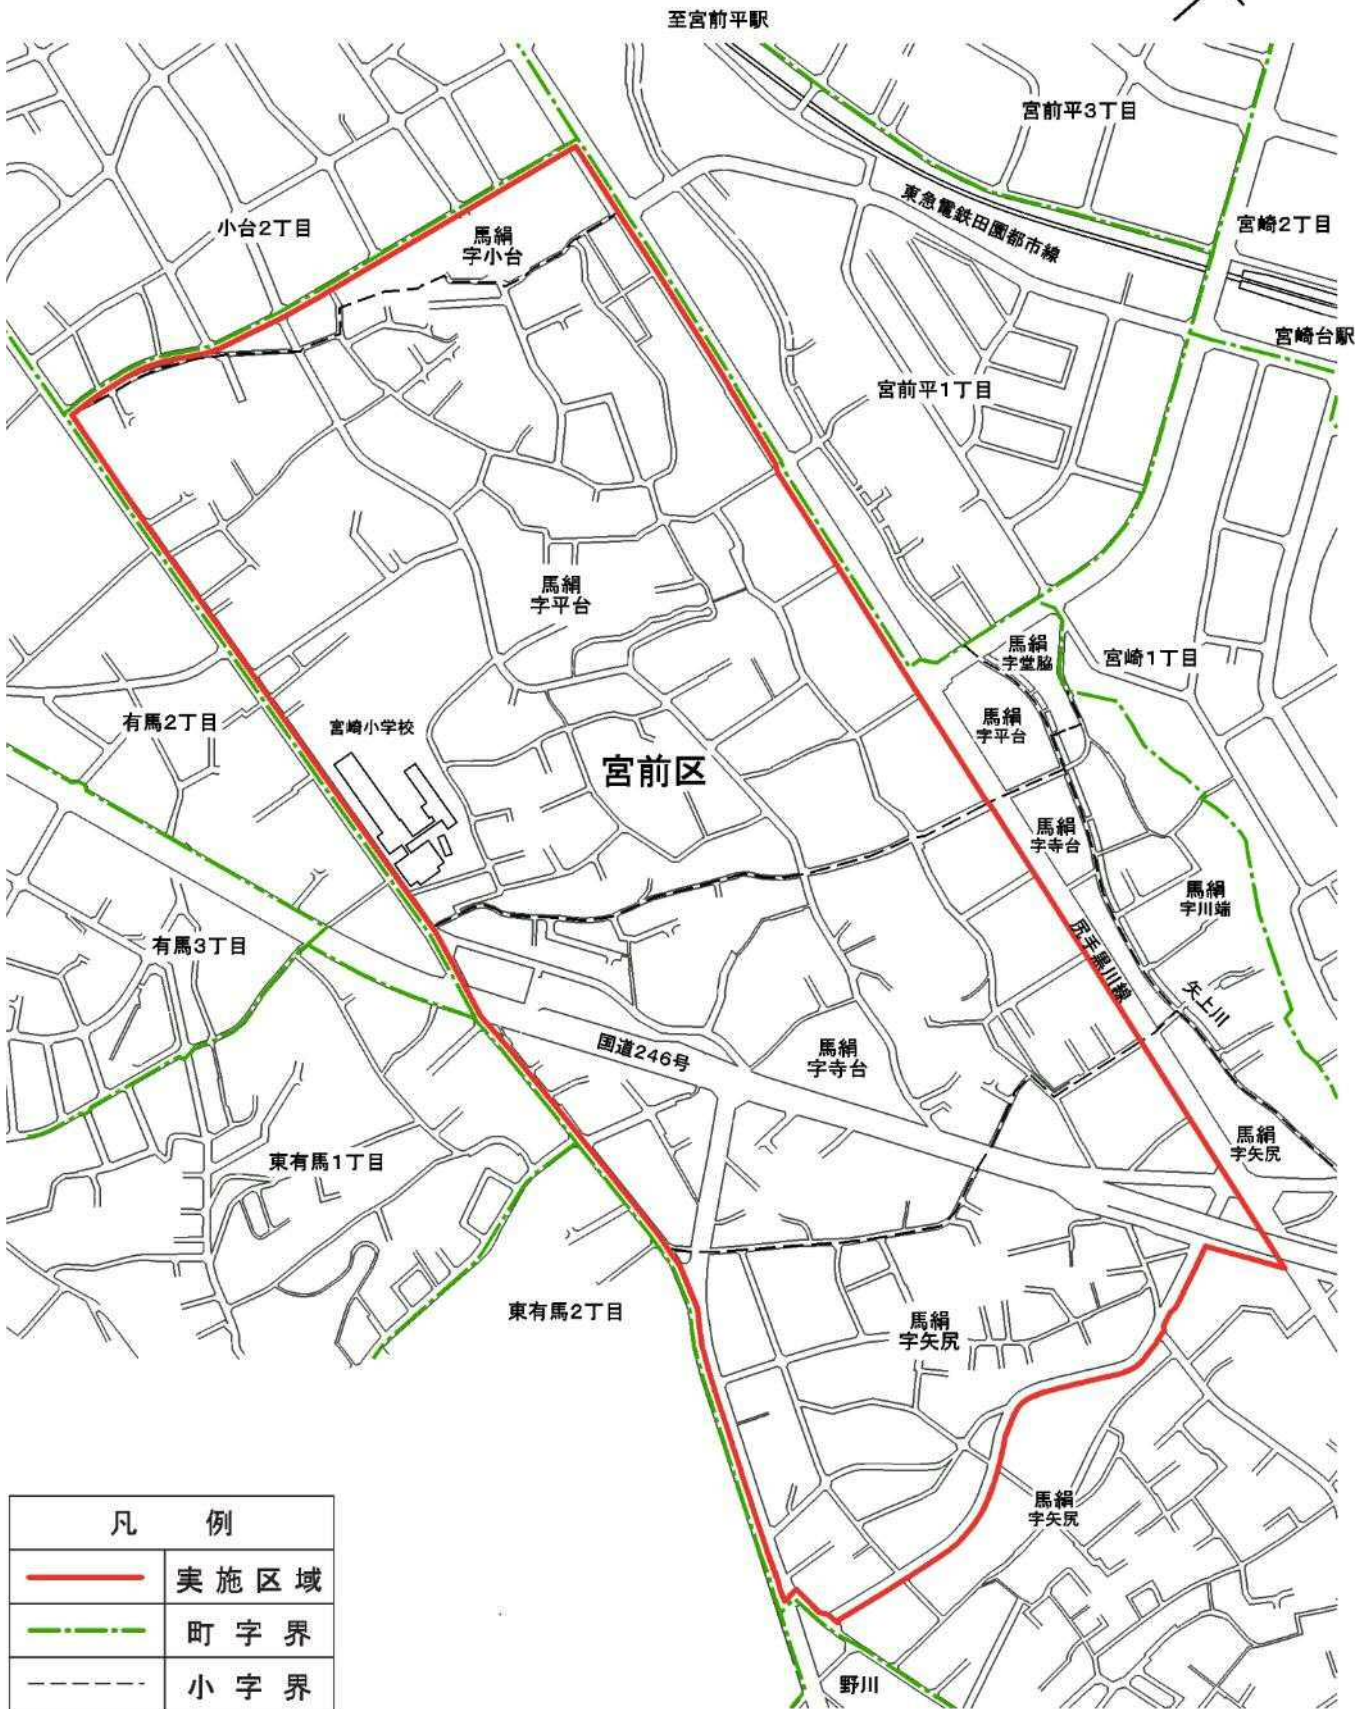 至宮前平駅
宮前平3丁目
東急電鉄田園都市線
宮崎2丁目
小台2丁目
馬絹
字小台
宮崎台駅
宮前平1丁目
馬絹
字平台
馬絹
字堂脇
宮崎1丁目
有馬2丁目
宮崎小学校
馬絹
字平台
宮前区
馬絹
字寺台
馬絹
字川端
有馬3丁目
尻手黒川線
矢上川
国道246号
馬絹
字寺台
馬絹
字矢尻
東有馬1丁目
東有馬2丁目
馬絹
字矢尻
馬絹
字矢尻
凡例
実施区域
町字界
小字界
野川